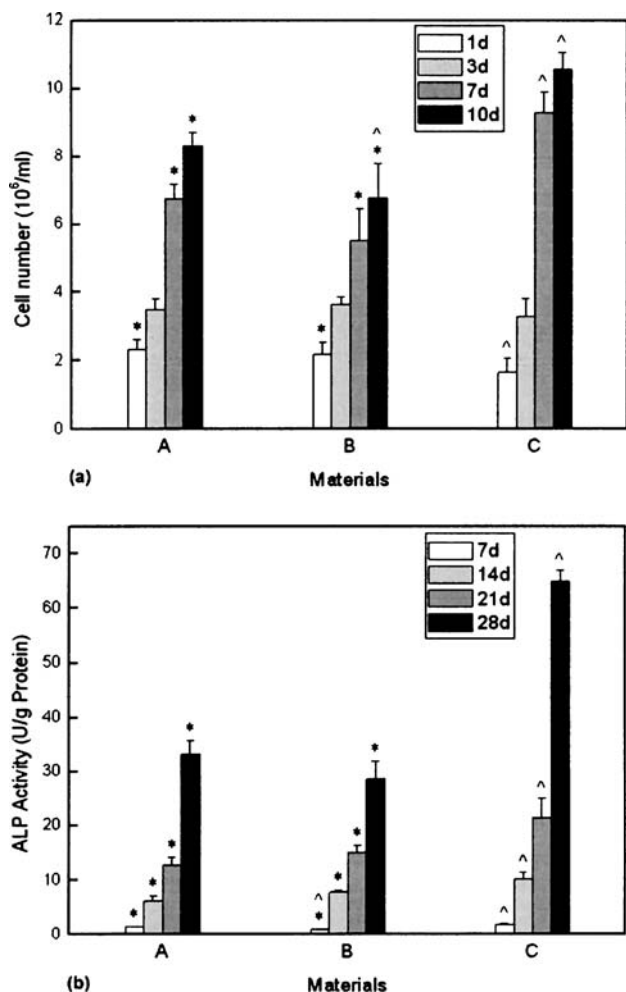 12
10
8
6
4
2
0
Cell number (10⁶/ml)
1d
3d
7d
10d
*
*
*
*
*
^
*
^
^
^
A
B
C
(a)
Materials
70
60
50
40
30
20
10
0
ALP Activity (U/g Protein)
7d
14d
21d
28d
*
*
*
*
^
*
*
*
*
^
^
^
^
A
B
C
(b)
Materials